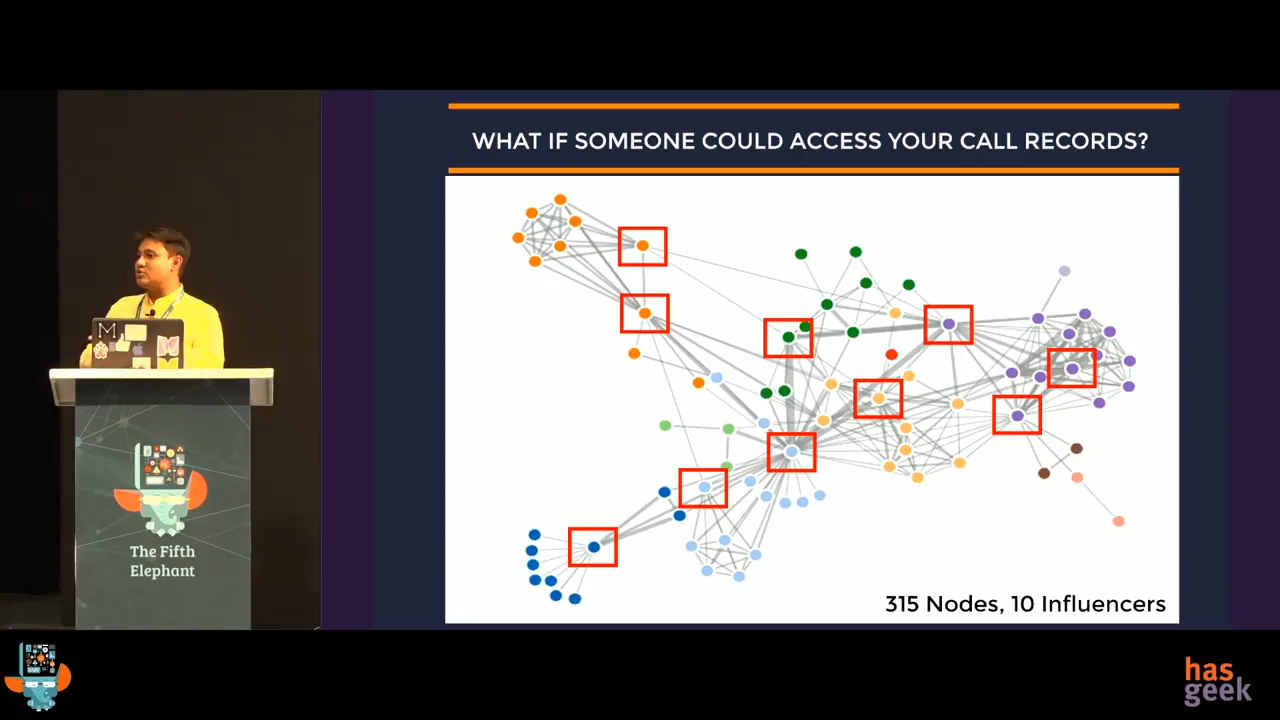 WHAT IF SOMEONE COULD ACCESS YOUR CALL RECORDS?
315 Nodes, 10 Influencers
M
The Fifth
Elephant
has
geek